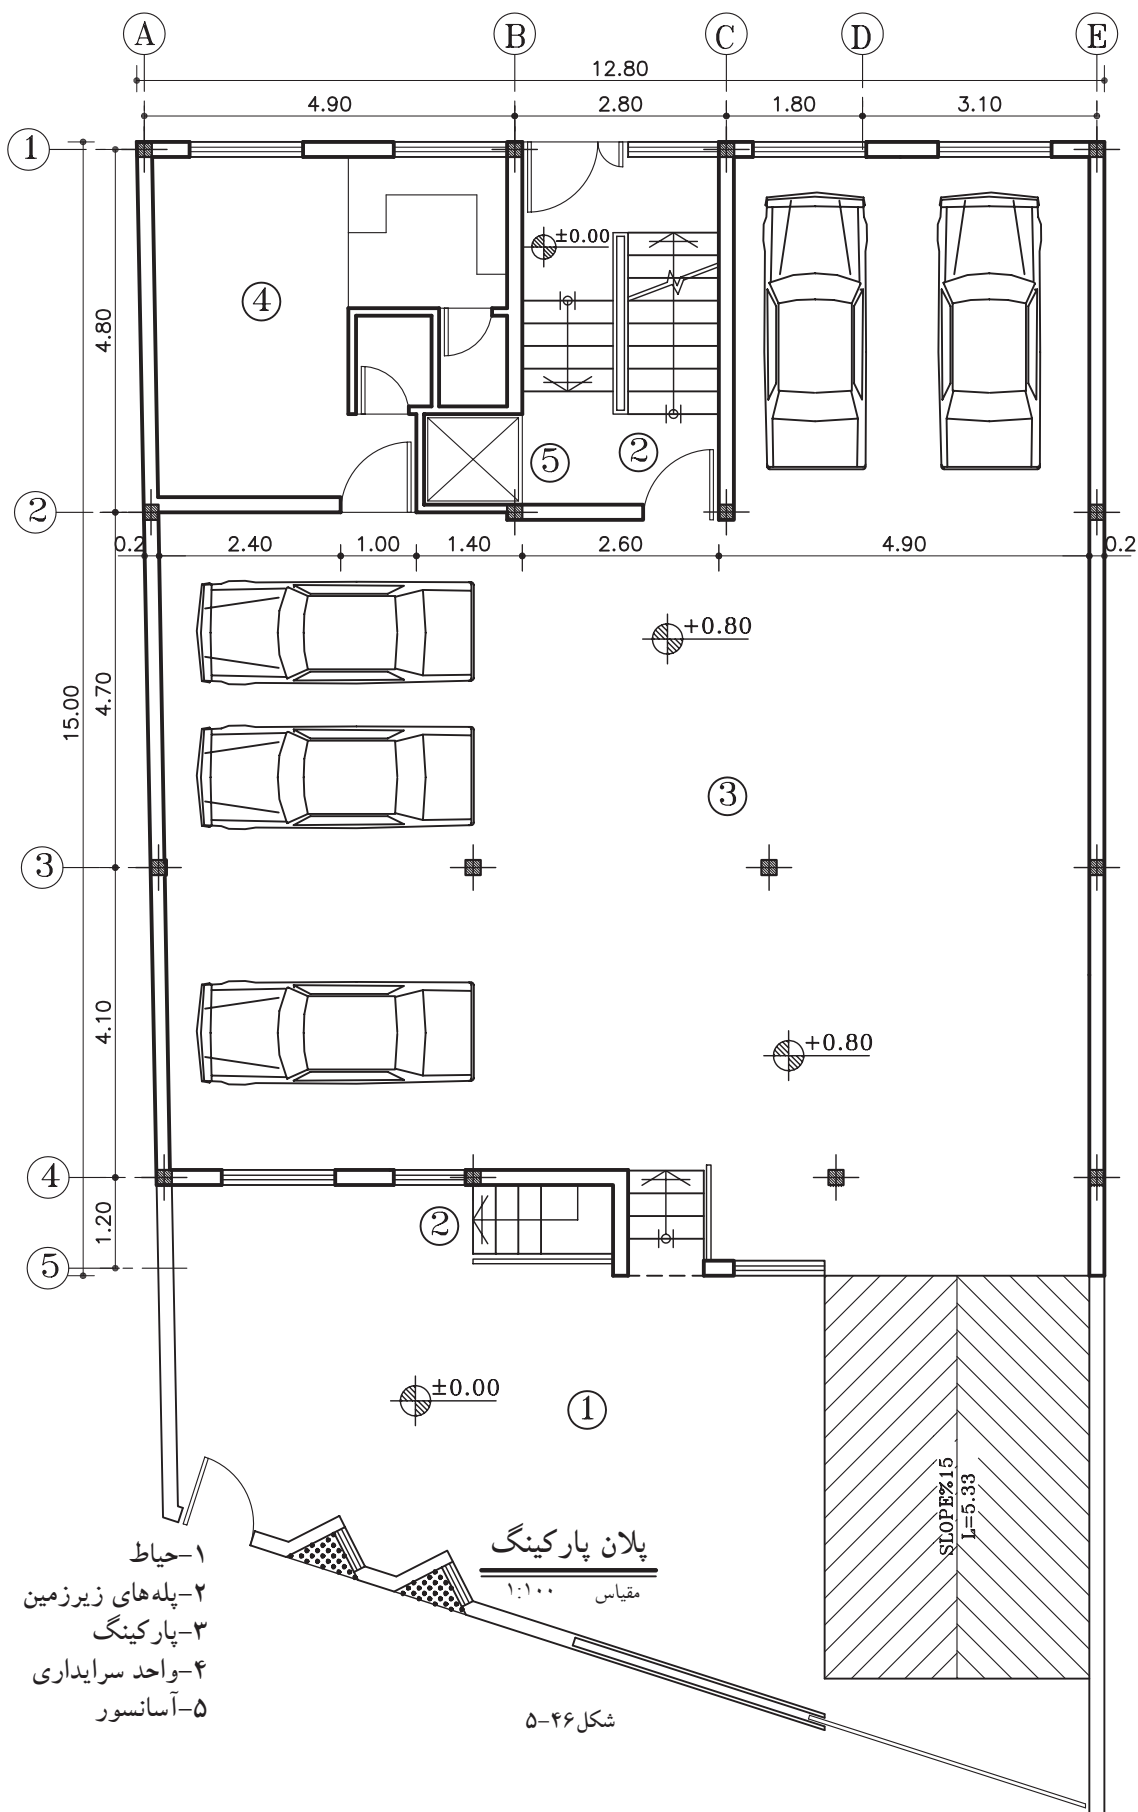 A B C D E
12.80
4.90 2.80 1.80 3.10
1
±0.00
4
4.80
5 2
2
0.2 2.40 1.00 1.40 2.60 4.90 0.2
+0.80
4.70
15.00
3
3
4.10
+0.80
4
2
1.20
5
±0.00
1
SLOPE%15
L=5.33
پلان پارکینگ
مقیاس ۱:۱۰۰
۱-حیاط
۲-پله‌های زیرزمین
۳-پارکینگ
۴-واحد سرایداری
۵-آسانسور
شکل ۴۶-۵